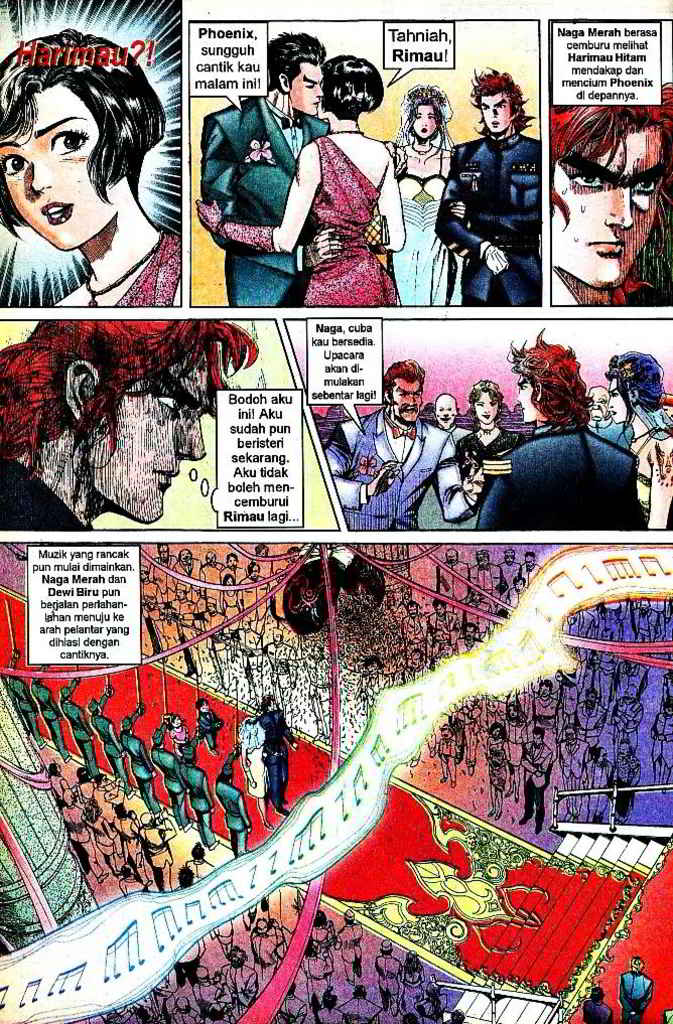 Harimau?!
Phoenix,
sungguh
cantik kau
malam ini!
Tahniah,
Rimau!
Naga Merah berasa
cemburu melihat
Harimau Hitam
mendakap dan
mencium Phoenix
di depannya.
Bodoh aku
ini! Aku
sudah pun
beristeri
sekarang.
Aku tidak
boleh men-
cemburui
Rimau lagi...
Naga, cuba
kau bersedia.
Upacara
akan di-
mulakan
sebentar lagi!
Muzik yang rancak
pun mulai dimainkan.
Naga Merah dan
Dewi Biru pun
berjalan perlahan-
lahan menuju ke
arah pelantar yang
dihiasi dengan
cantiknya.